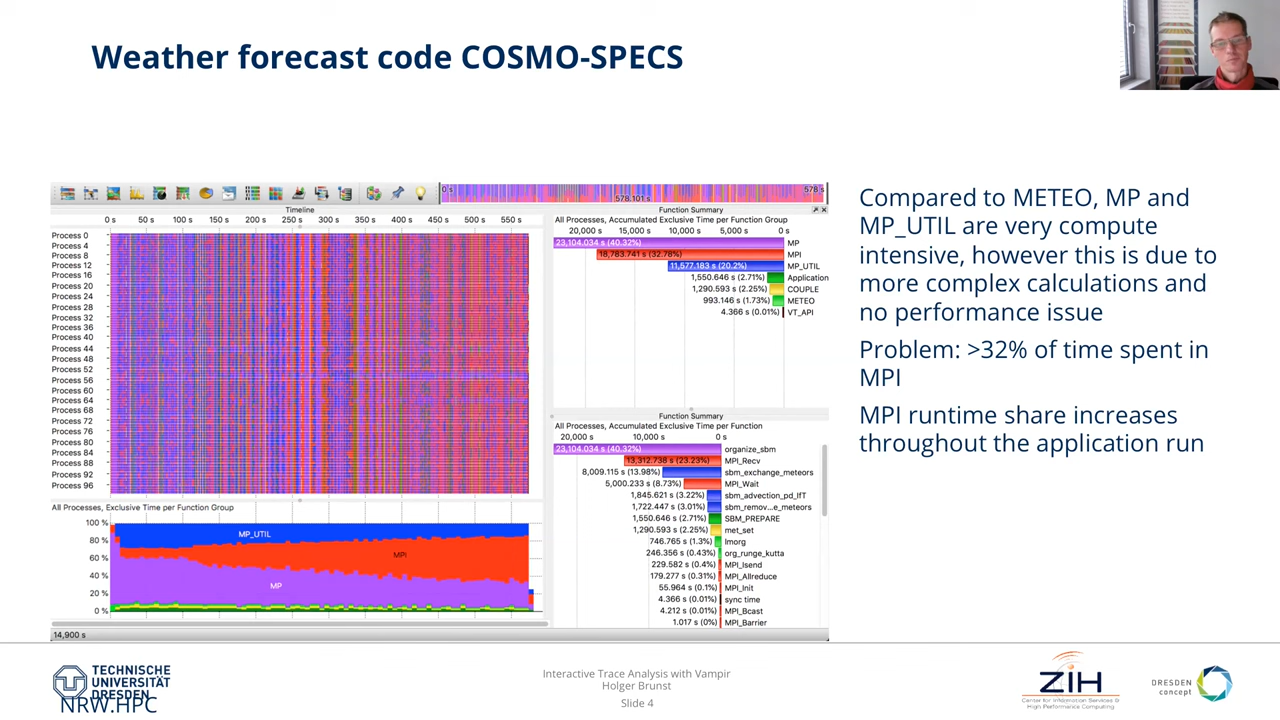 Weather forecast code COSMO-SPECS
0 s
578 s
578.101 s
Timeline
0 s 50 s 100 s 150 s 200 s 250 s 300 s 350 s 400 s 450 s 500 s 550 s
Process 0
Process 4
Process 8
Process 12
Process 16
Process 20
Process 24
Process 28
Process 32
Process 36
Process 40
Process 44
Process 48
Process 52
Process 56
Process 60
Process 64
Process 68
Process 72
Process 76
Process 80
Process 84
Process 88
Process 92
Process 96
All Processes, Exclusive Time per Function Group
100 %
80 %
60 %
40 %
20 %
0 %
MP_UTIL
MPI
MP
14,900 s
Function Summary
All Processes, Accumulated Exclusive Time per Function Group
20,000 s 15,000 s 10,000 s 5,000 s 0 s
23,104.034 s (40.32%) MP
18,783.741 s (32.78%) MPI
11,577.183 s (20.2%) MP_UTIL
1,550.646 s (2.71%) Application
1,290.593 s (2.25%) COUPLE
993.146 s (1.73%) METEO
4.366 s (0.01%) VT_API
Function Summary
All Processes, Accumulated Exclusive Time per Function
20,000 s 10,000 s 0 s
23,104.034 s (40.32%) organize_sbm
13,312.738 s (23.23%) MPI_Recv
8,009.115 s (13.98%) sbm_exchange_meteors
5,000.233 s (8.73%) MPI_Wait
1,845.621 s (3.22%) sbm_advection_pd_lfT
1,722.447 s (3.01%) sbm_remov...e_meteors
1,550.646 s (2.71%) SBM_PREPARE
1,290.593 s (2.25%) met_set
746.765 s (1.3%) lmorg
246.356 s (0.43%) org_runge_kutta
229.582 s (0.4%) MPI_Isend
179.277 s (0.31%) MPI_Allreduce
55.964 s (0.1%) MPI_Init
4.366 s (0.01%) sync time
4.212 s (0.01%) MPI_Bcast
1.017 s (0%) MPI_Barrier
Compared to METEO, MP and
MP_UTIL are very compute
intensive, however this is due to
more complex calculations and
no performance issue
Problem: >32% of time spent in
MPI
MPI runtime share increases
throughout the application run
TECHNISCHE
UNIVERSITÄT
DRESDEN
NRW.HPC
Interactive Trace Analysis with Vampir
Holger Brunst
Slide 4
ZIH
Center for Information Services &
High Performance Computing
DRESDEN
concept